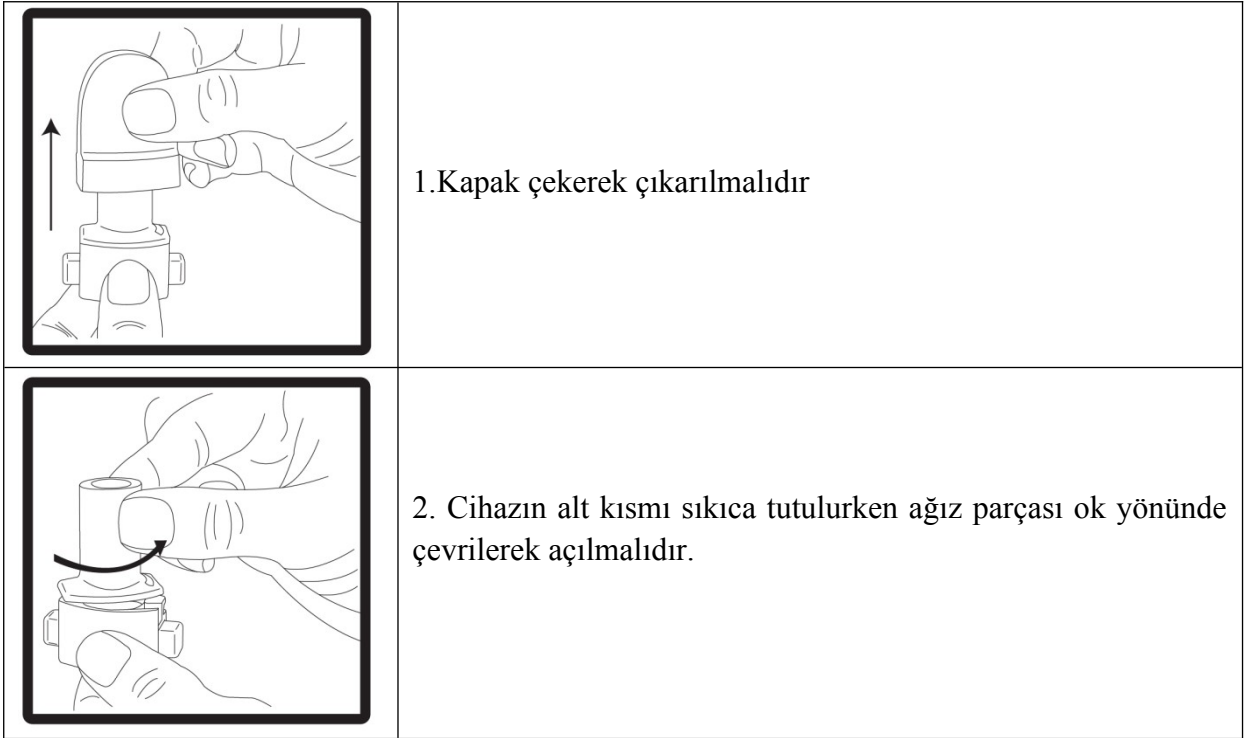 1.Kapak çekerek çıkarılmalıdır
2. Cihazın alt kısmı sıkıca tutulurken ağız parçası ok yönünde
çevrilerek açılmalıdır.